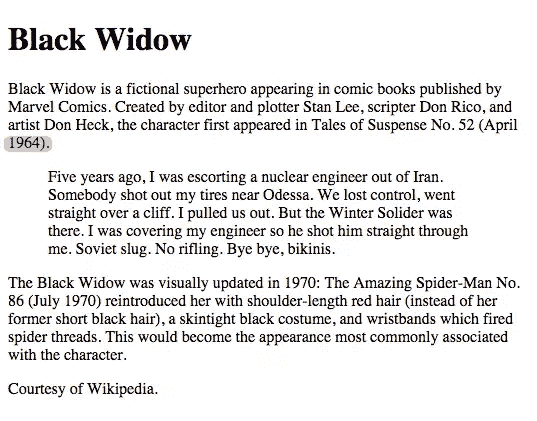 Black Widow
Black Widow is a fictional superhero appearing in comic books published by
Marvel Comics. Created by editor and plotter Stan Lee, scripter Don Rico, and
artist Don Heck, the character first appeared in Tales of Suspense No. 52 (April
1964).
Five years ago, I was escorting a nuclear engineer out of Iran.
Somebody shot out my tires near Odessa. We lost control, went
straight over a cliff. I pulled us out. But the Winter Solider was
there. I was covering my engineer so he shot him straight through
me. Soviet slug. No rifling. Bye bye, bikinis.
The Black Widow was visually updated in 1970: The Amazing Spider-Man No.
86 (July 1970) reintroduced her with shoulder-length red hair (instead of her
former short black hair), a skintight black costume, and wristbands which fired
spider threads. This would become the appearance most commonly associated
with the character.
Courtesy of Wikipedia.